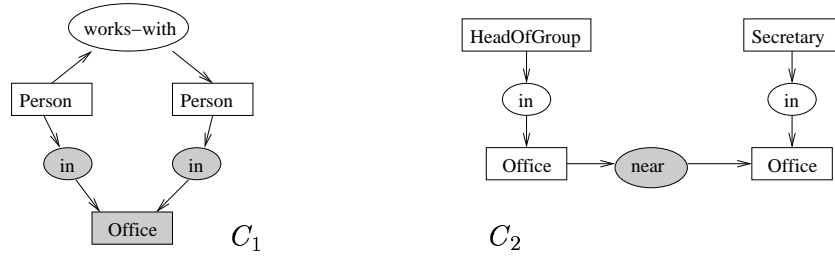 works-with
Person
Person
in
in
Office
C1
HeadOfGroup
Secretary
in
in
Office
near
Office
C2